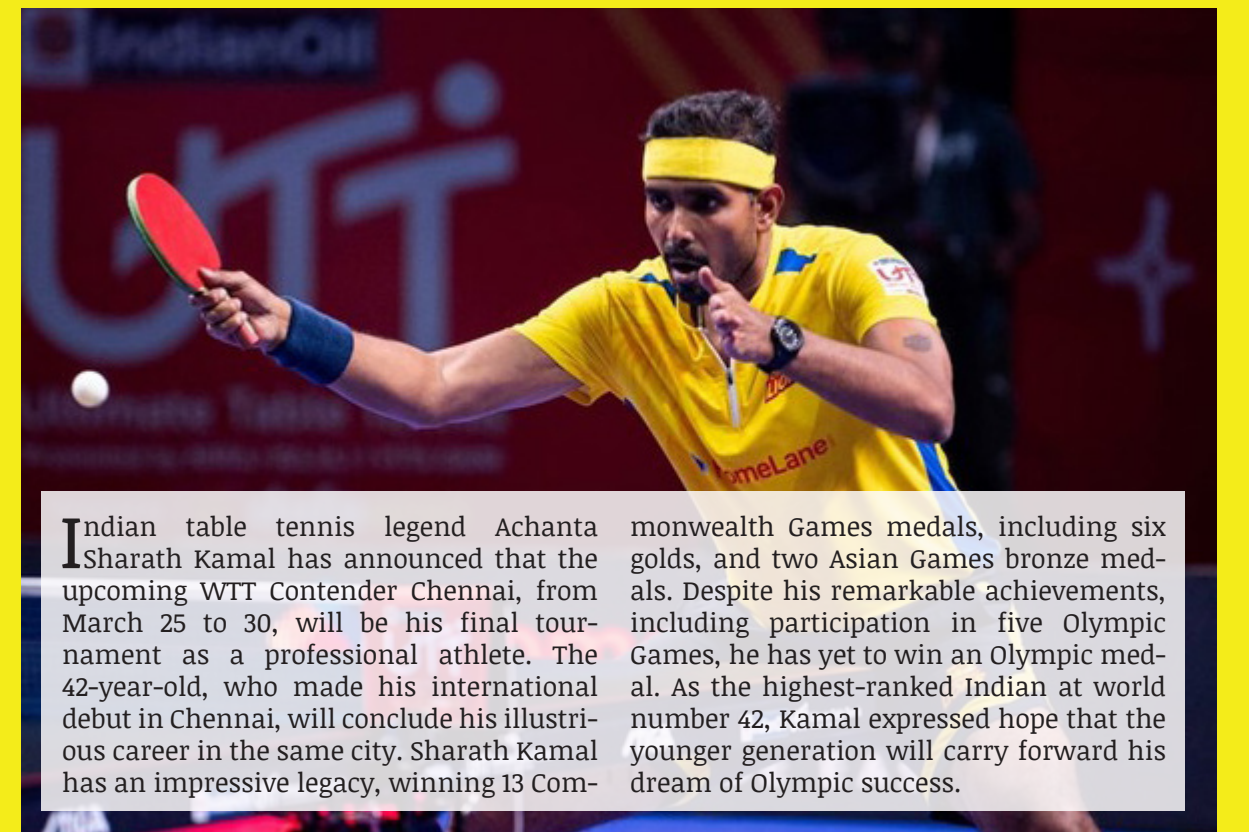 IndianOil
UTT
Ultimate Table
UTT
HomeLane
Indian table tennis legend Achanta
Sharath Kamal has announced that the
upcoming WTT Contender Chennai, from
March 25 to 30, will be his final tour-
nament as a professional athlete. The
42-year-old, who made his international
debut in Chennai, will conclude his illustri-
ous career in the same city. Sharath Kamal
has an impressive legacy, winning 13 Com-
monwealth Games medals, including six
golds, and two Asian Games bronze med-
als. Despite his remarkable achievements,
including participation in five Olympic
Games, he has yet to win an Olympic med-
al. As the highest-ranked Indian at world
number 42, Kamal expressed hope that the
younger generation will carry forward his
dream of Olympic success.